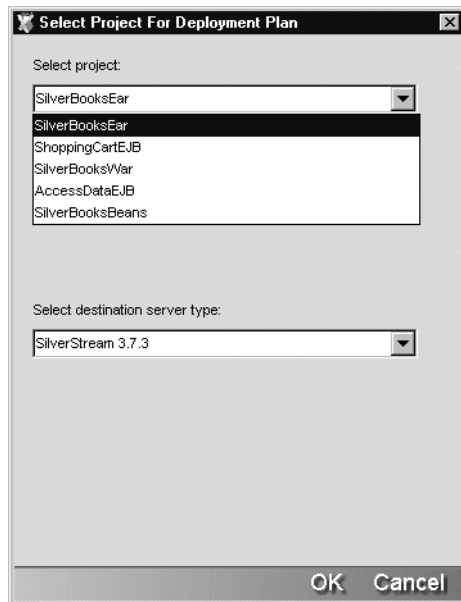 Select Project For Deployment Plan
Select project:
SilverBooksEar
SilverBooksEar
ShoppingCartEJB
SilverBooksWar
AccessDataEJB
SilverBooksBeans
Select destination server type:
SilverStream 3.7.3
OK Cancel